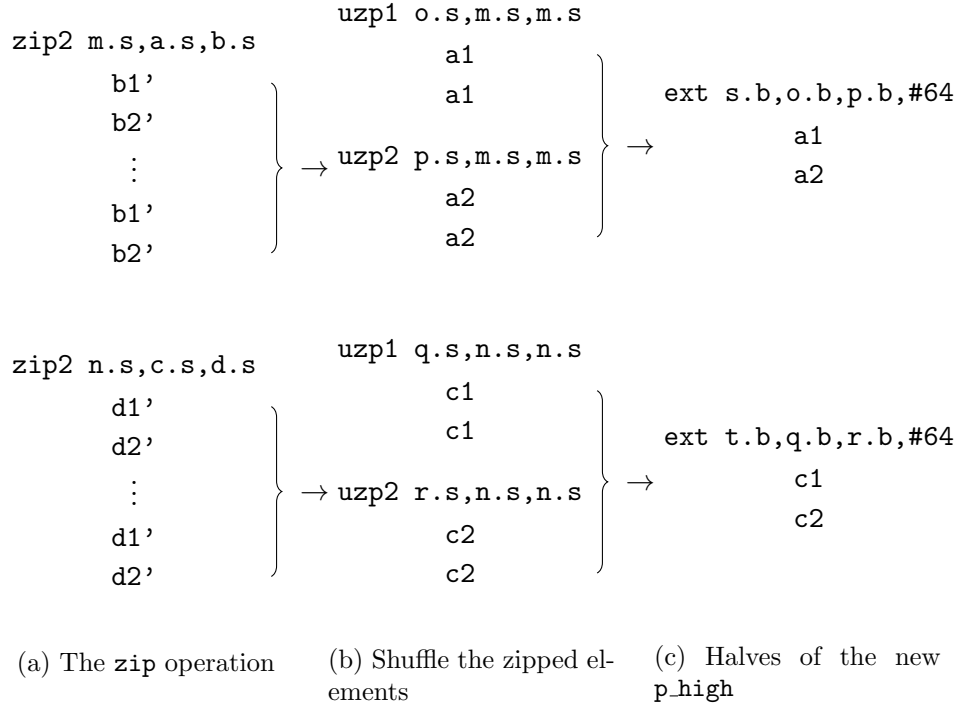 zip2 m.s,a.s,b.s
b1’
b2’
⋮
b1’
b2’
→
uzp1 o.s,m.s,m.s
a1
a1
uzp2 p.s,m.s,m.s
a2
a2
→
ext s.b,o.b,p.b,#64
a1
a2
zip2 n.s,c.s,d.s
d1’
d2’
⋮
d1’
d2’
→
uzp1 q.s,n.s,n.s
c1
c1
uzp2 r.s,n.s,n.s
c2
c2
→
ext t.b,q.b,r.b,#64
c1
c2
(a) The zip operation
(b) Shuffle the zipped el-
ements
(c) Halves of the new
p_high